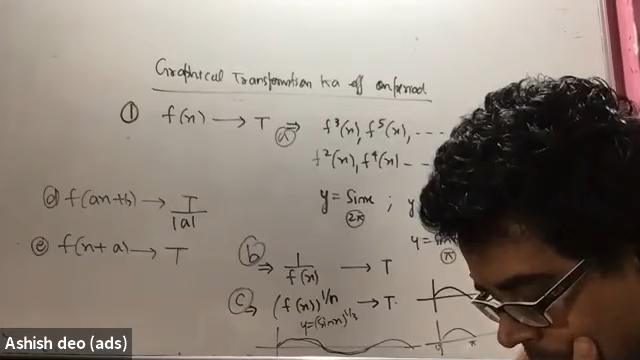 Graphical Transformation ka eff on period
① f(x) → T ⇒ ⓐ f³(x), f⁵(x), ----
f²(x), f⁴(x) --
y = sinx ; y
2π
y = sin
π
ⓓ f(ax+b) → T/|a|
ⓔ f(x+a) → T
ⓑ ⇒ 1/f(x) → T
ⓒ ⇒ (f(x))^1/n → T.
y=(sinx)^1/3
Ashish deo (ads)